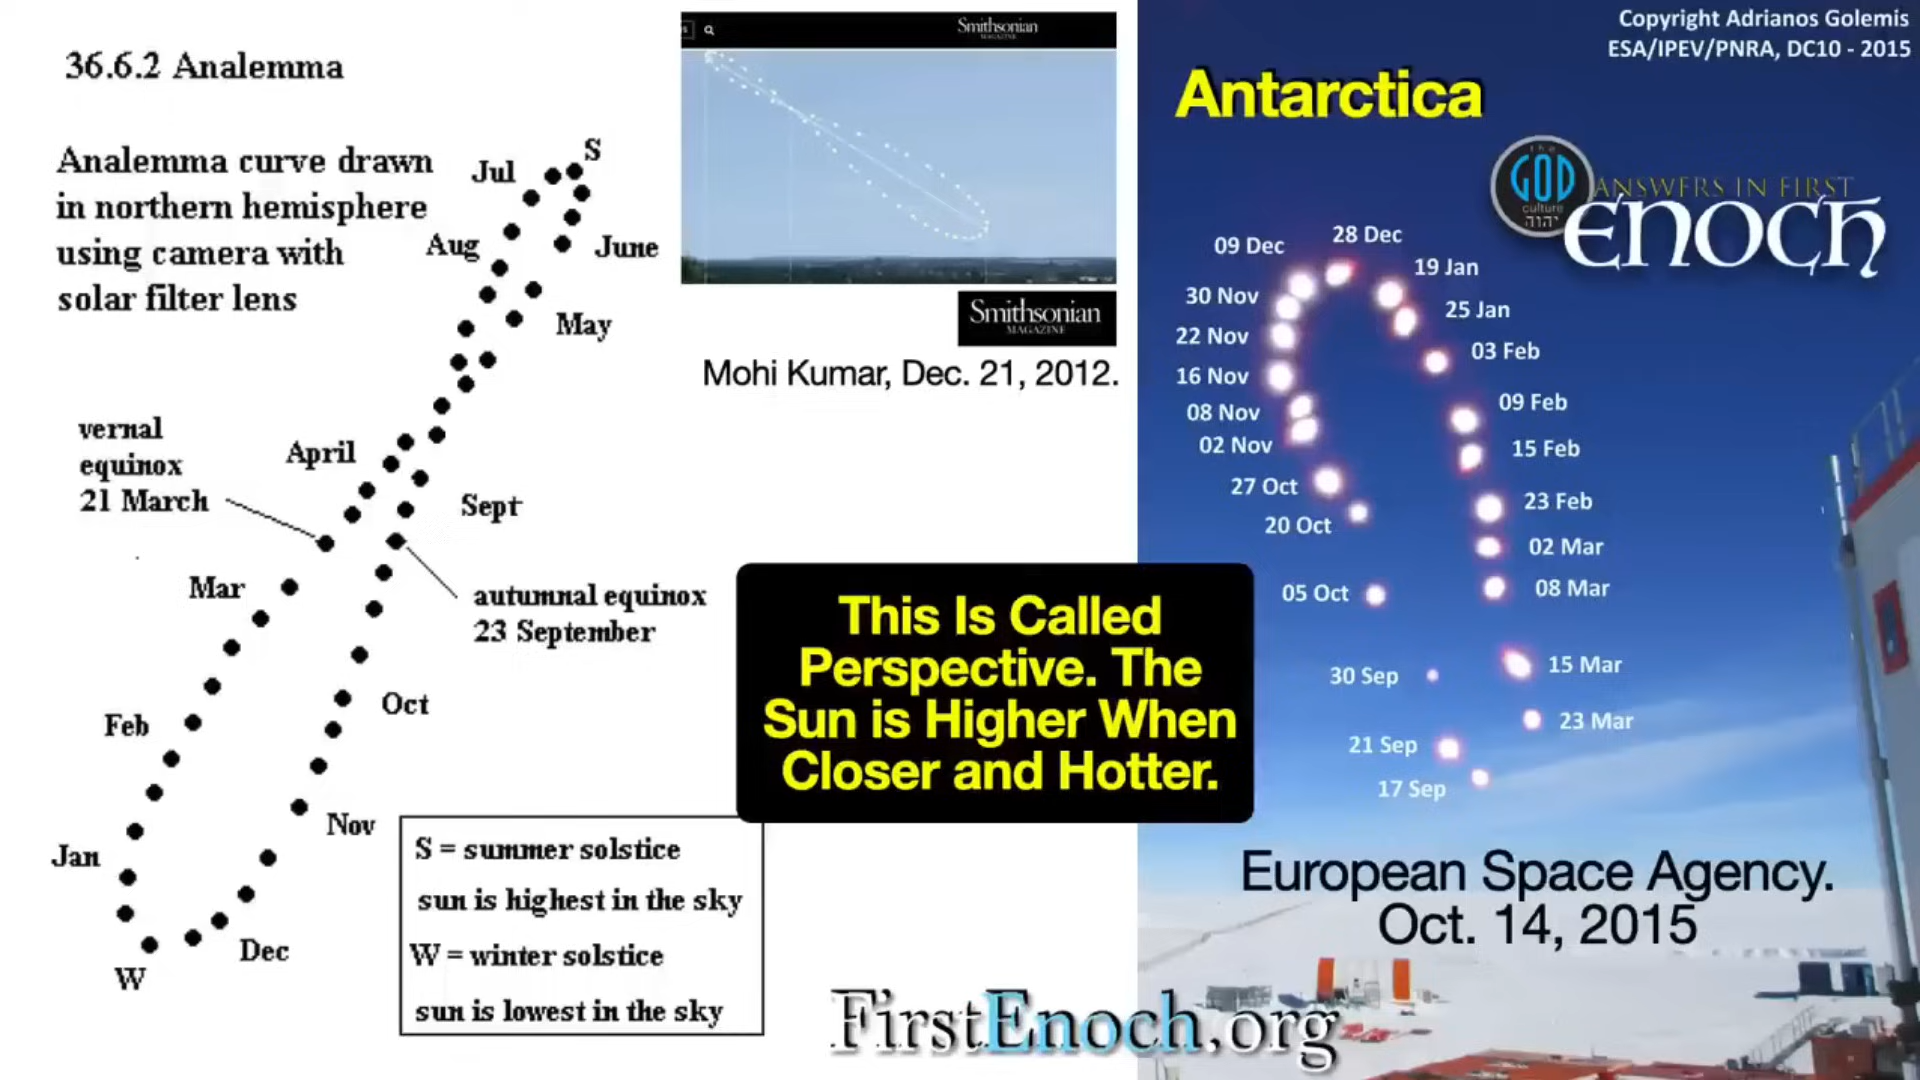 36.6.2 Analemma
Analemma curve drawn
in northern hemisphere
using camera with
solar filter lens
S
Jul
Aug
June
May
vernal
equinox
21 March
April
Sept
Mar
autumnal equinox
23 September
Feb
Oct
Jan
Nov
Dec
W
S = summer solstice
sun is highest in the sky
W = winter solstice
sun is lowest in the sky
Smithsonian
MAGAZINE
Smithsonian
MAGAZINE
Mohi Kumar, Dec. 21, 2012.
This Is Called
Perspective. The
Sun is Higher When
Closer and Hotter.
Copyright Adrianos Golemis
ESA/IPEV/PNRA, DC10 - 2015
Antarctica
the
GOD
culture
יהוה
ANSWERS IN FIRST
ENOCH
28 Dec
09 Dec
19 Jan
30 Nov
25 Jan
22 Nov
03 Feb
16 Nov
09 Feb
08 Nov
02 Nov
15 Feb
27 Oct
23 Feb
20 Oct
02 Mar
05 Oct
08 Mar
15 Mar
30 Sep
23 Mar
21 Sep
17 Sep
European Space Agency.
Oct. 14, 2015
FirstEnoch.org